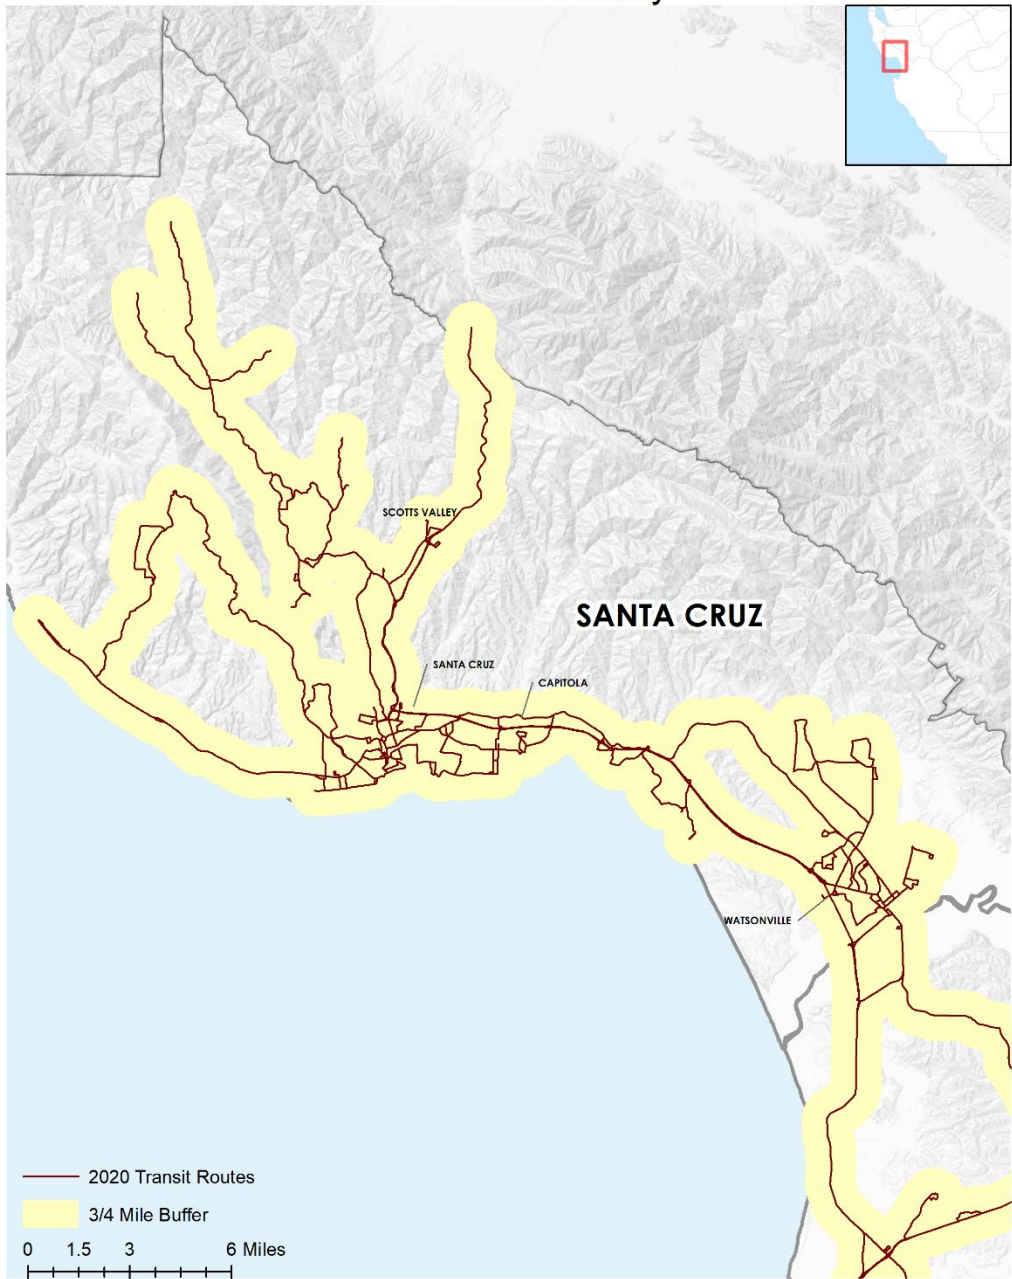 SCOTTS VALLEY
SANTA CRUZ
SANTA CRUZ
CAPITOLA
WATSONVILLE
2020 Transit Routes
3/4 Mile Buffer
0 1.5 3 6 Miles